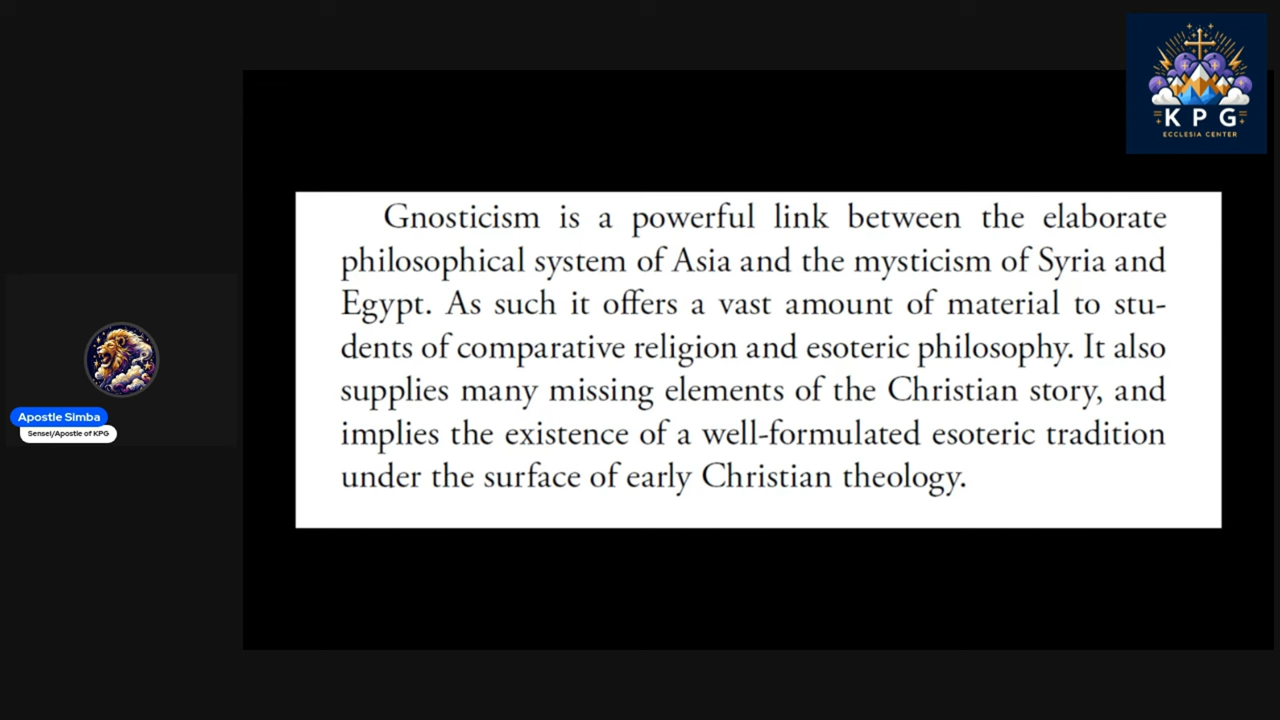 KPG
ECCLESIA CENTER
Gnosticism is a powerful link between the elaborate
philosophical system of Asia and the mysticism of Syria and
Egypt. As such it offers a vast amount of material to stu-
dents of comparative religion and esoteric philosophy. It also
supplies many missing elements of the Christian story, and
implies the existence of a well-formulated esoteric tradition
under the surface of early Christian theology.
Apostle Simba
Sensei/Apostle of KPG